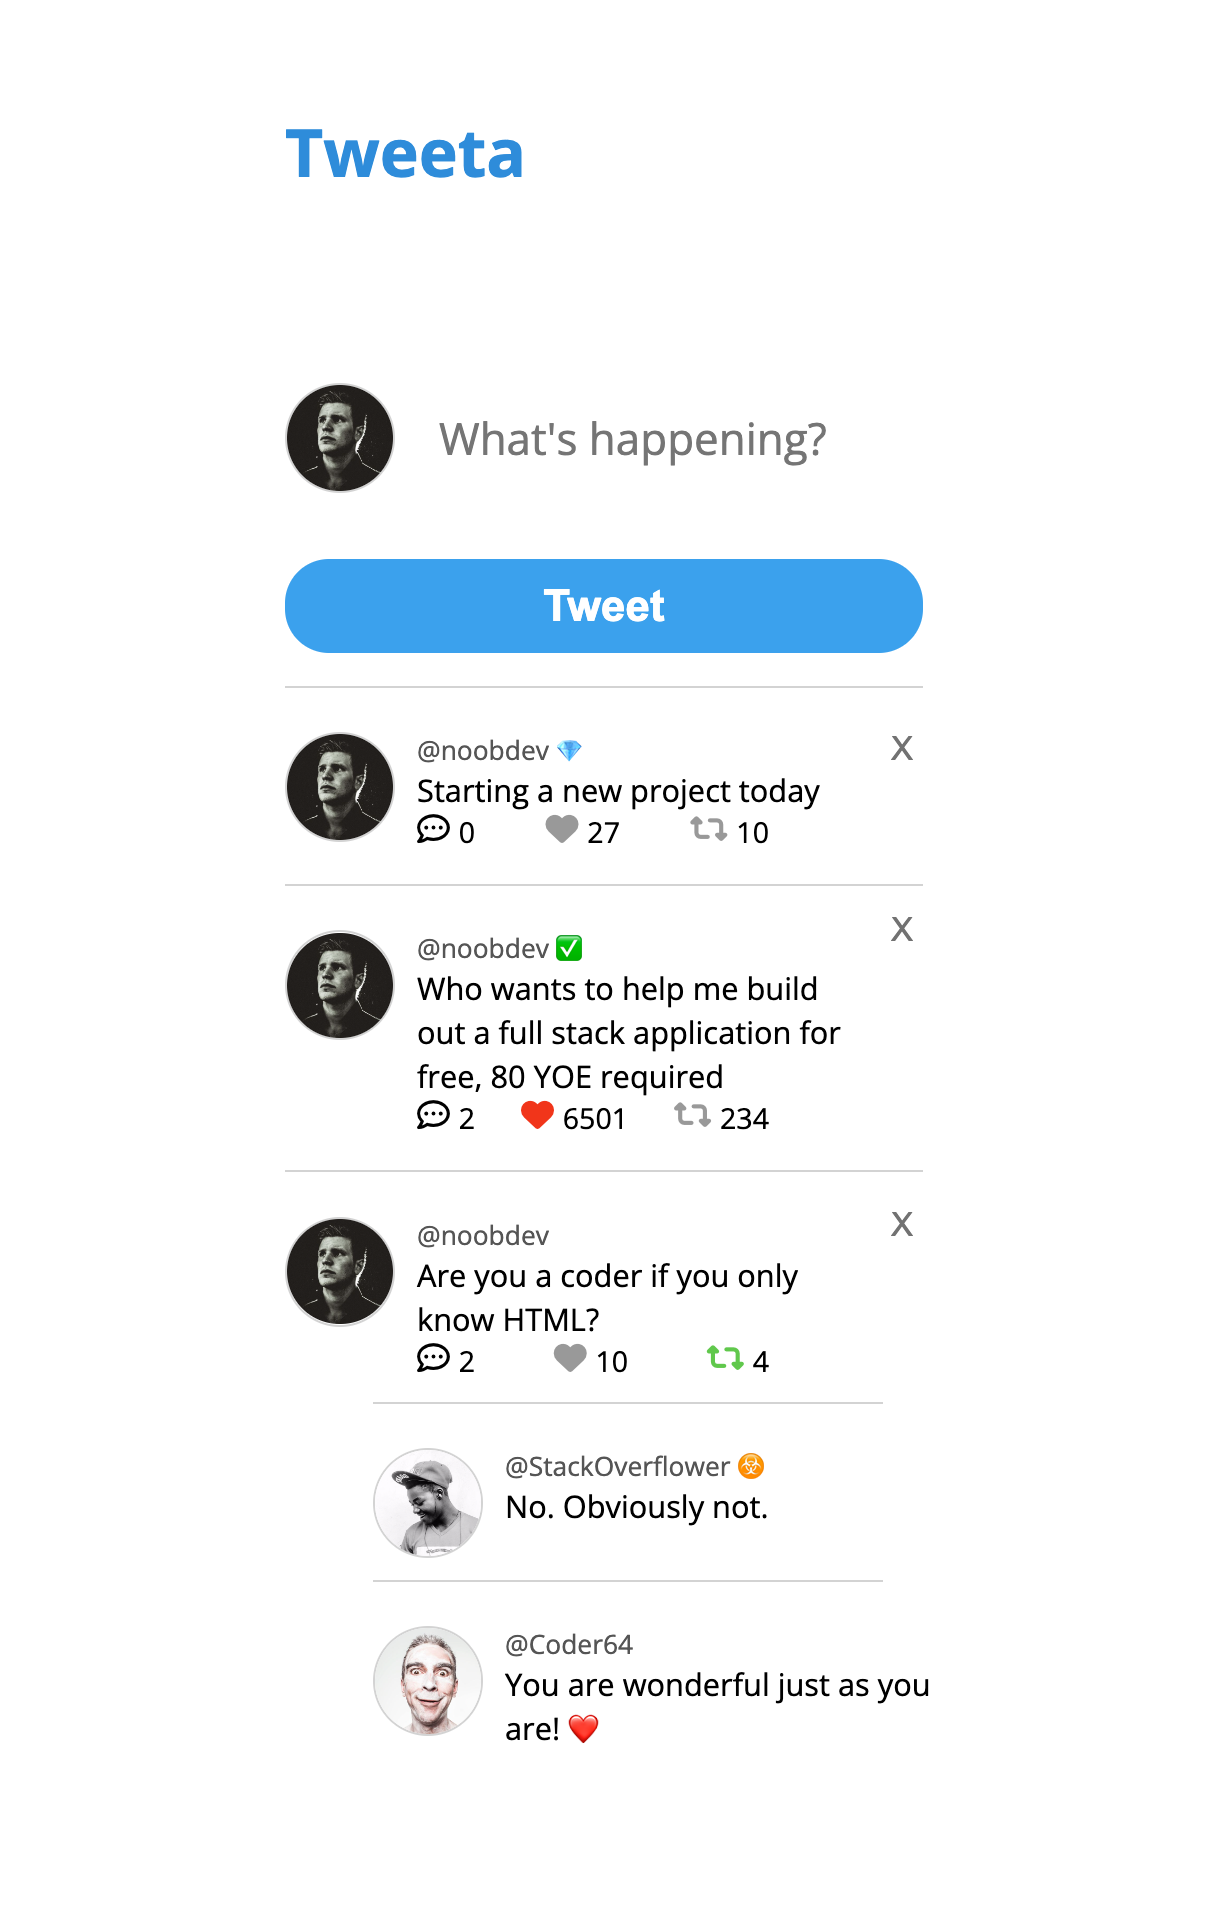 Tweeta
What's happening?
Tweet
@noobdev 💎
X
Starting a new project today
0 27 10
@noobdev ✅
X
Who wants to help me build
out a full stack application for
free, 80 YOE required
2 6501 234
@noobdev
X
Are you a coder if you only
know HTML?
2 10 4
@StackOverflower ☣️
No. Obviously not.
@Coder64
You are wonderful just as you
are! ❤️